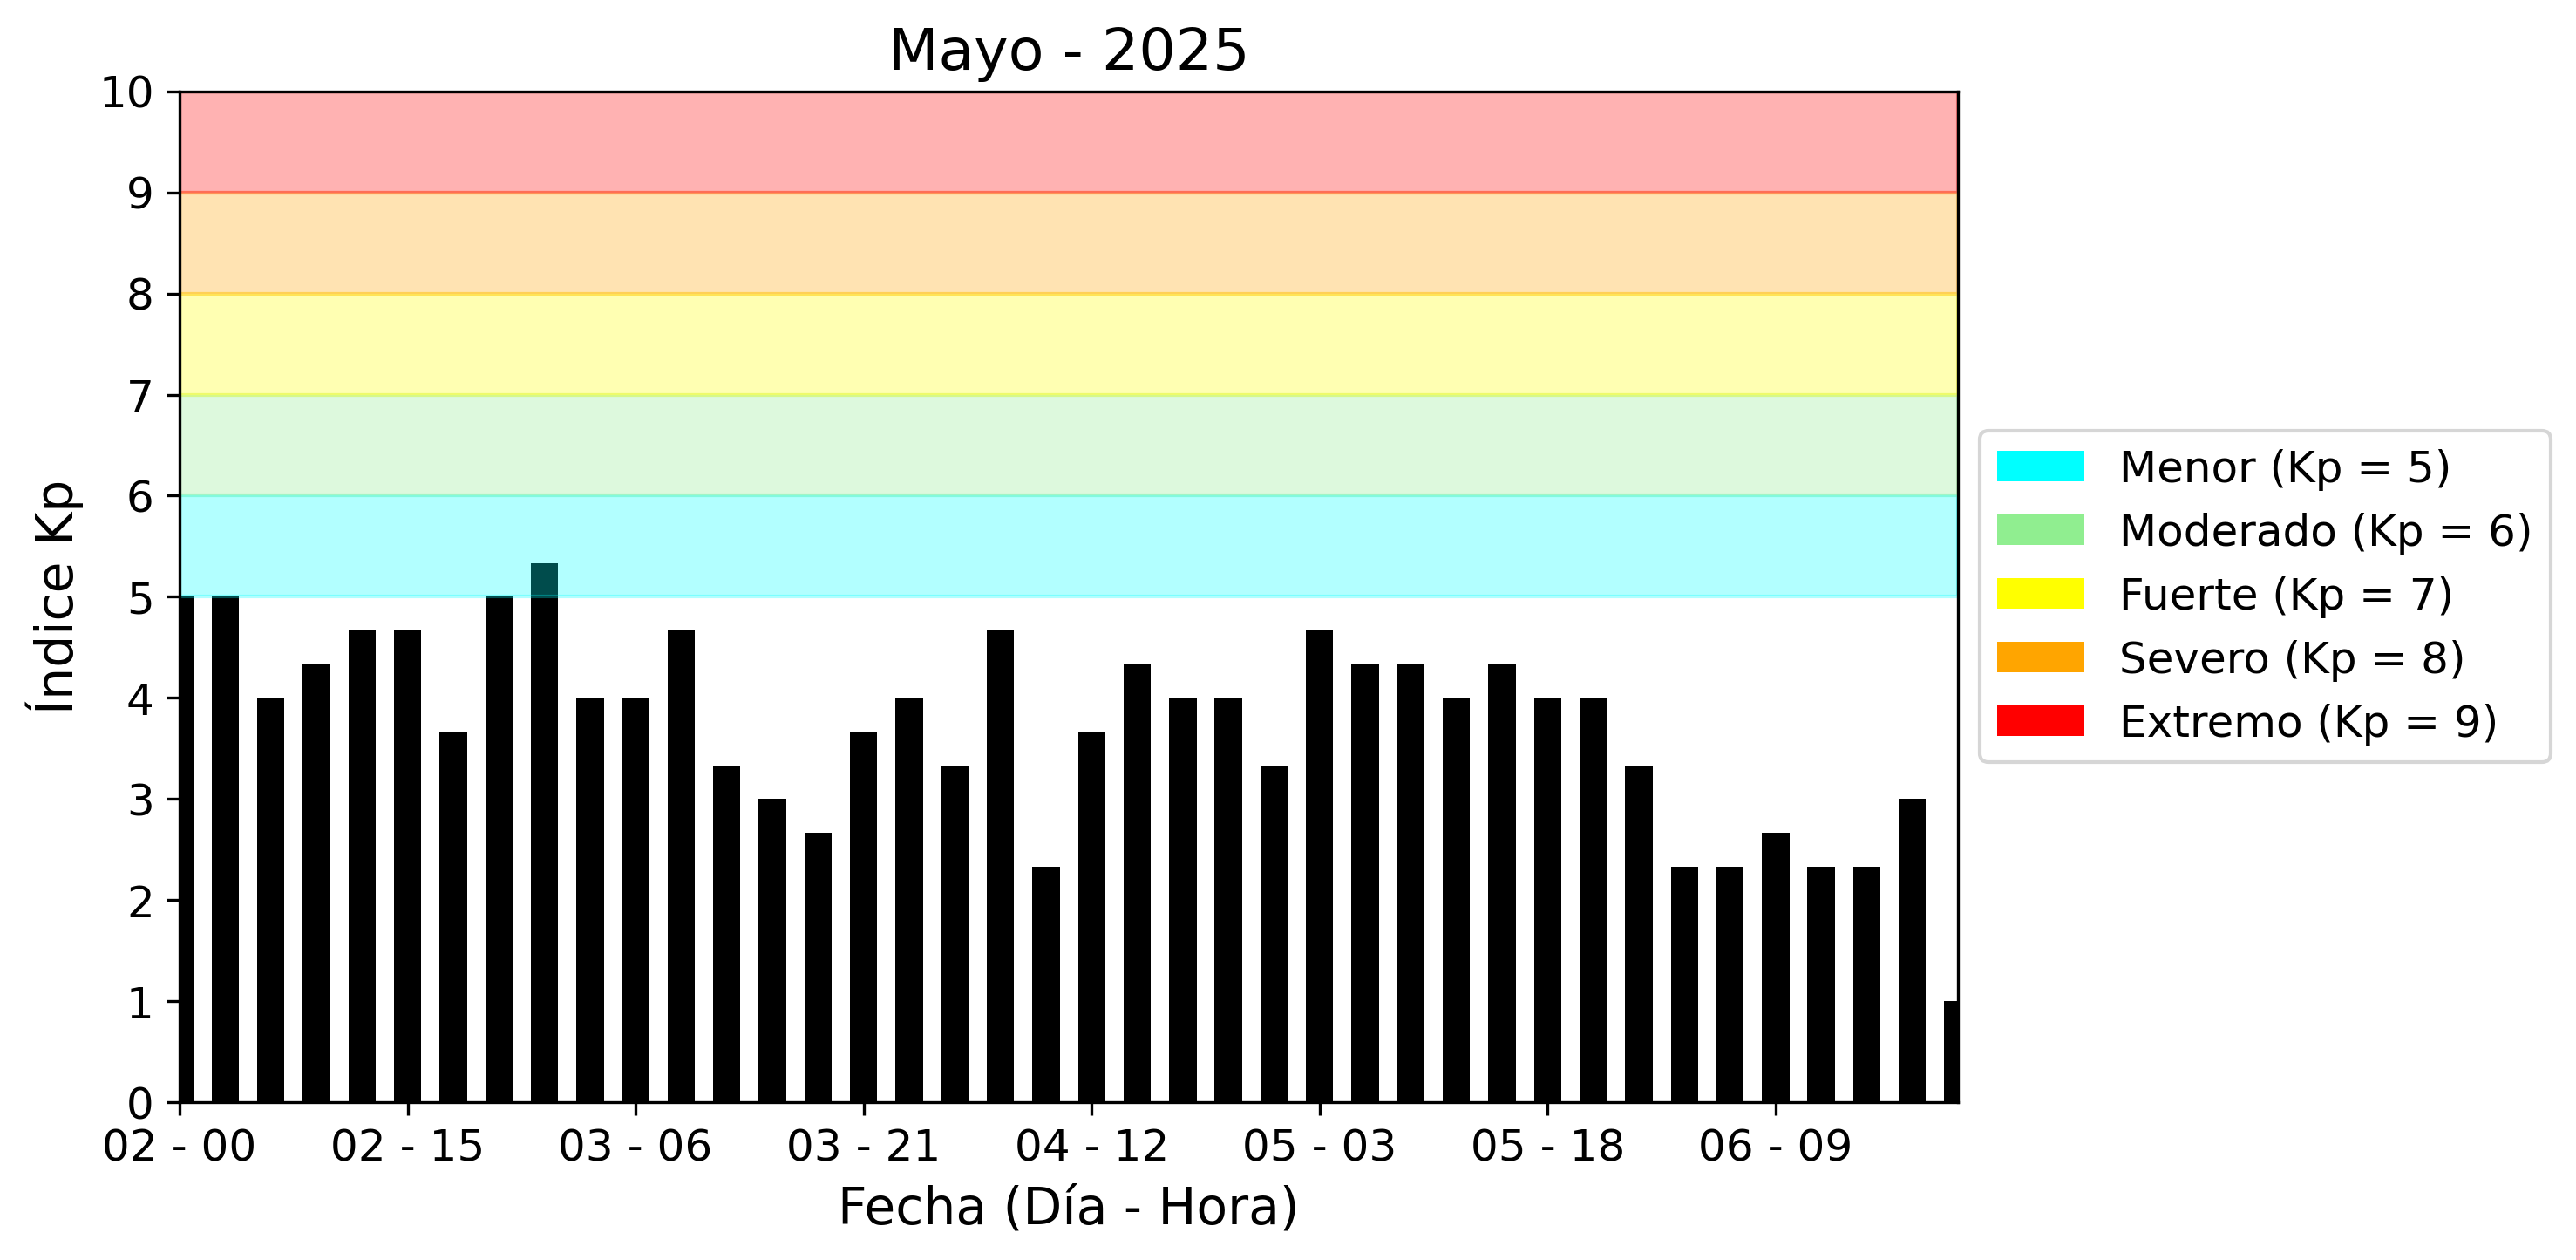 Mayo - 2025
10
9
8
7
6
5
4
3
2
1
0
Índice Kp
02 - 00
02 - 15
03 - 06
03 - 21
04 - 12
05 - 03
05 - 18
06 - 09
Fecha (Día - Hora)
Menor (Kp = 5)
Moderado (Kp = 6)
Fuerte (Kp = 7)
Severo (Kp = 8)
Extremo (Kp = 9)